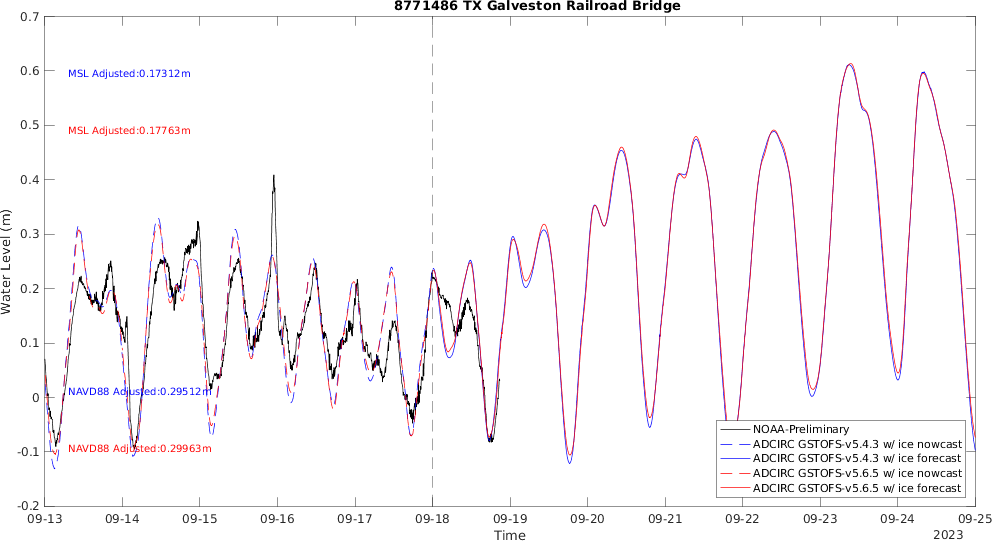 8771486 TX Galveston Railroad Bridge
0.7
0.6
0.5
0.4
0.3
0.2
0.1
0
-0.1
-0.2
Water Level (m)
MSL Adjusted:0.17312m
MSL Adjusted:0.17763m
NAVD88 Adjusted:0.29512m
NAVD88 Adjusted:0.29963m
NOAA-Preliminary
ADCIRC GSTOFS-v5.4.3 w/ ice nowcast
ADCIRC GSTOFS-v5.4.3 w/ ice forecast
ADCIRC GSTOFS-v5.6.5 w/ ice nowcast
ADCIRC GSTOFS-v5.6.5 w/ ice forecast
09-13 09-14 09-15 09-16 09-17 09-18 09-19 09-20 09-21 09-22 09-23 09-24 09-25
Time
2023